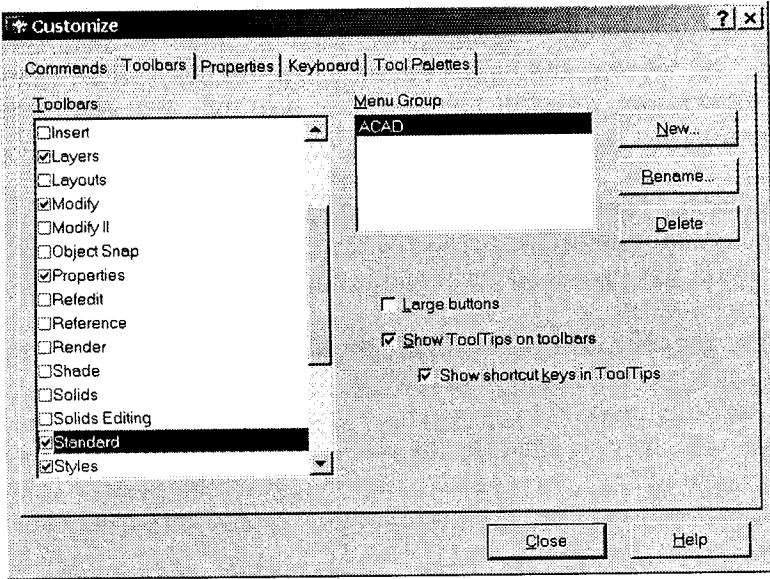 Customize
Commands Toolbars Properties Keyboard Tool Palettes
Toolbars
Insert
Layers
Layouts
Modify
Modify II
Object Snap
Properties
Refedit
Reference
Render
Shade
Solids
Solids Editing
Standard
Styles
Menu Group
ACAD
New...
Rename...
Delete
Large buttons
Show ToolTips on toolbars
Show shortcut keys in ToolTips
Close
Help